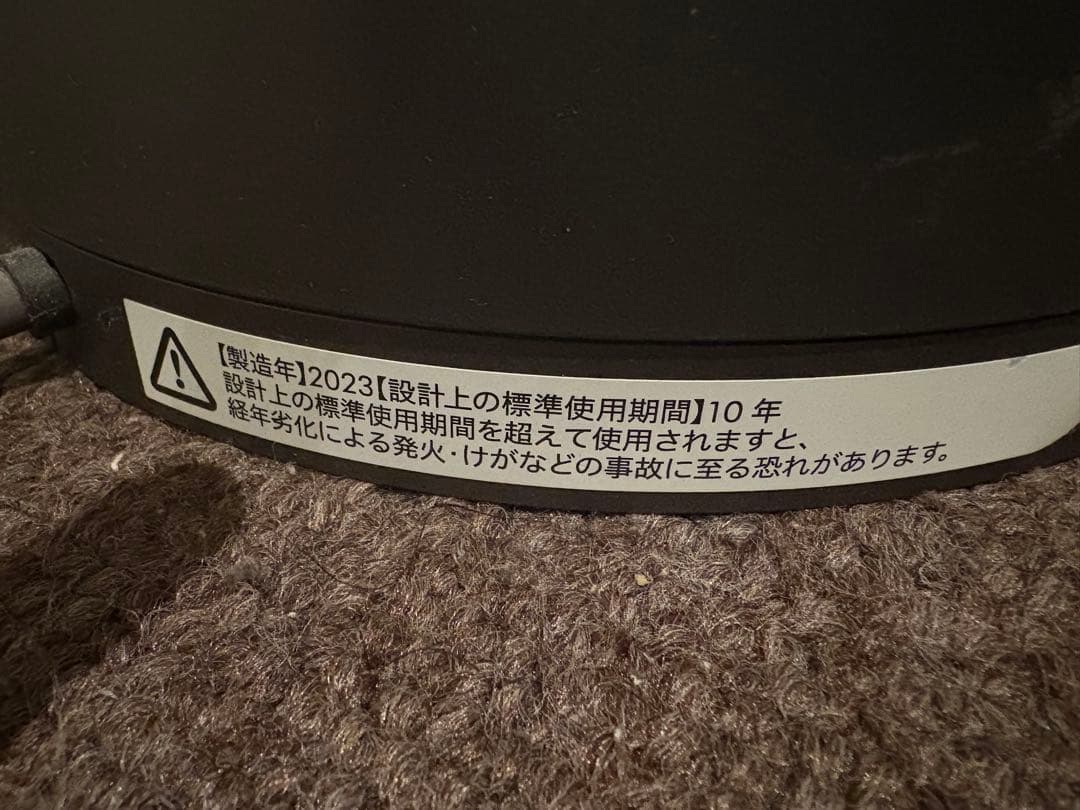 【製造年】2023【設計上の標準使用期間】10 年
設計上の標準使用期間を超えて使用されますと、
経年劣化による発火・けがなどの事故に至る恐れがあります。